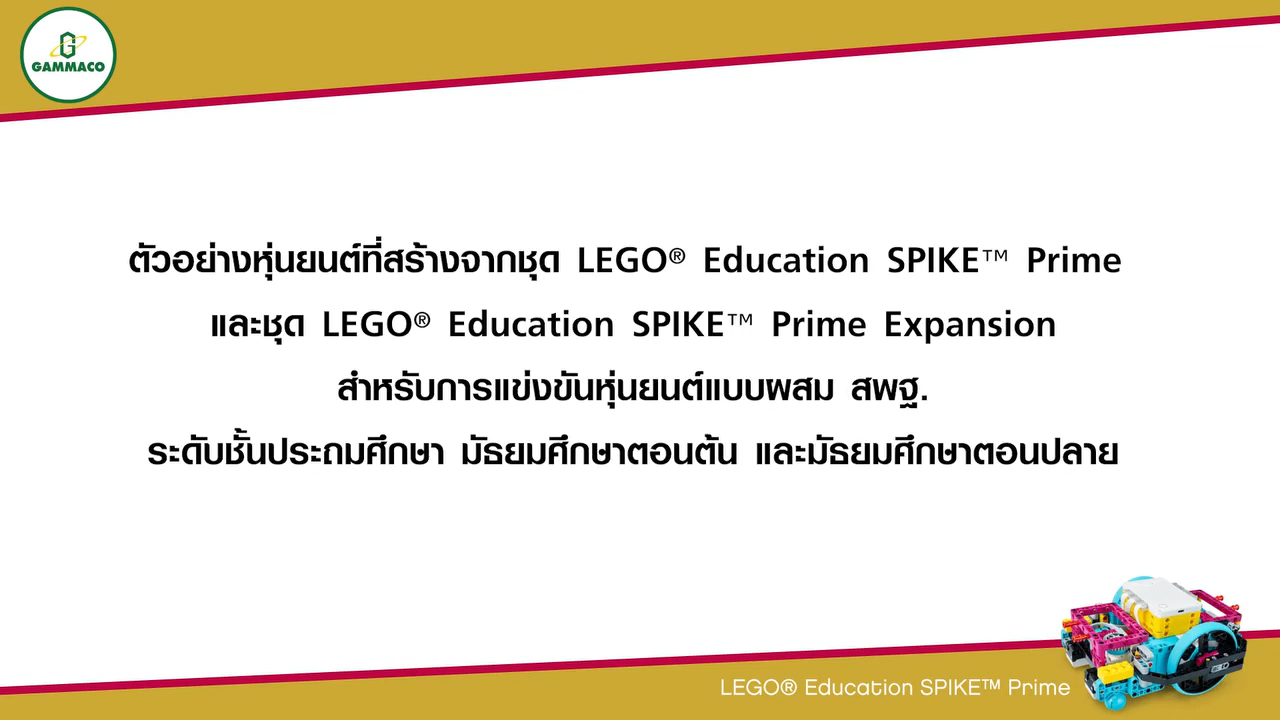 GAMMACO
ตัวอย่างหุ่นยนต์ที่สร้างจากชุด LEGO® Education SPIKE™ Prime
และชุด LEGO® Education SPIKE™ Prime Expansion
สำหรับการแข่งขันหุ่นยนต์แบบผสม สพฐ.
ระดับชั้นประถมศึกษา มัธยมศึกษาตอนต้น และมัธยมศึกษาตอนปลาย
LEGO® Education SPIKE™ Prime